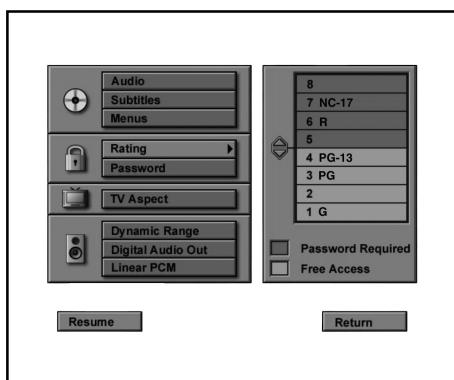 Audio
Subtitles
Menus
Rating
Password
TV Aspect
Dynamic Range
Digital Audio Out
Linear PCM
8
7 NC-17
6 R
5
4 PG-13
3 PG
2
1 G
Password Required
Free Access
Resume
Return